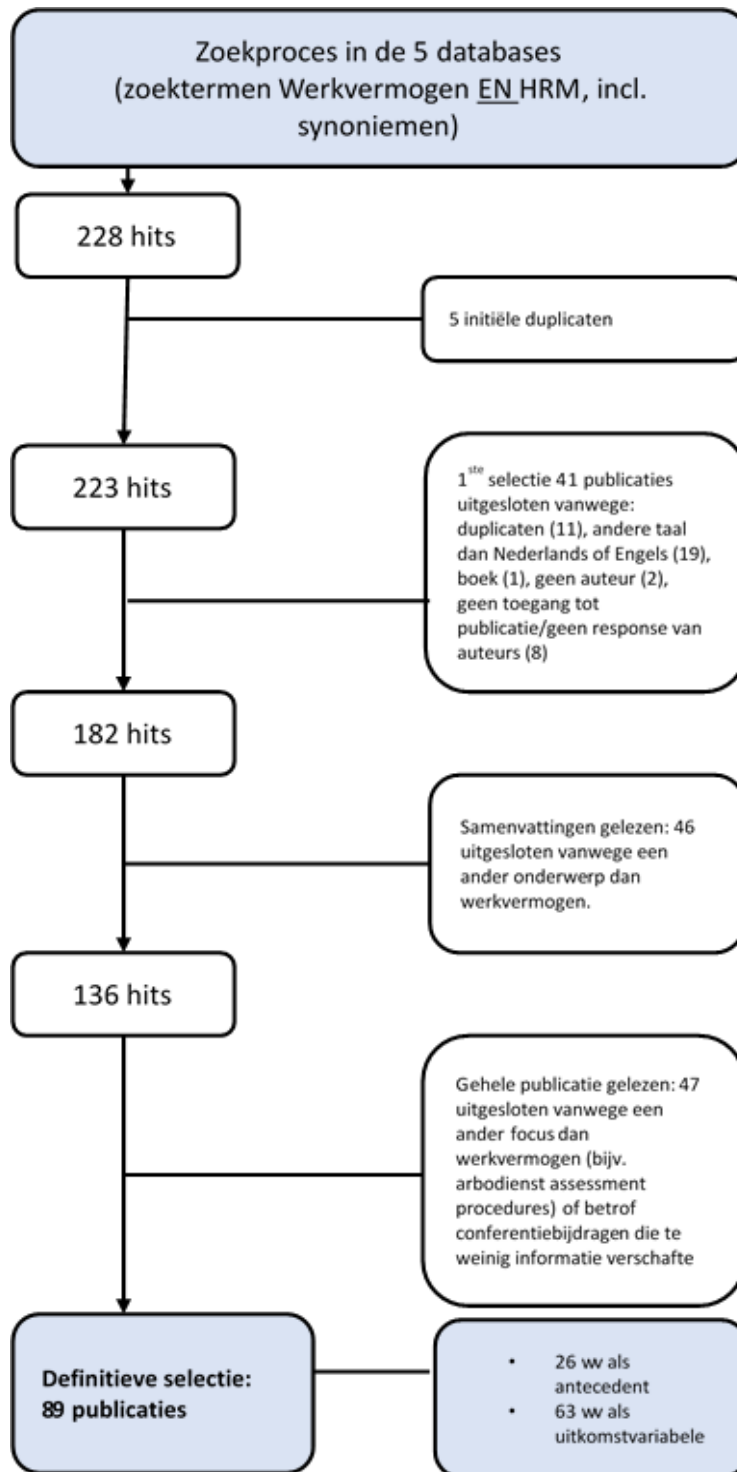 Zoekproces in de 5 databases
(zoektermen Werkvermogen EN HRM, incl.
synoniemen)
228 hits
5 initiële duplicaten
223 hits
1ste selectie 41 publicaties
uitgesloten vanwege:
duplicaten (11), andere taal
dan Nederlands of Engels (19),
boek (1), geen auteur (2),
geen toegang tot
publicatie/geen response van
auteurs (8)
182 hits
Samenvattingen gelezen: 46
uitgesloten vanwege een
ander onderwerp dan
werkvermogen.
136 hits
Gehele publicatie gelezen: 47
uitgesloten vanwege een
ander focus dan
werkvermogen (bijv.
arbodienst assessment
procedures) of betrof
conferentiebijdragen die te
weinig informatie verschafte
Definitieve selectie:
89 publicaties
• 26 wv als
antecedent
• 63 wv als
uitkomstvariabele